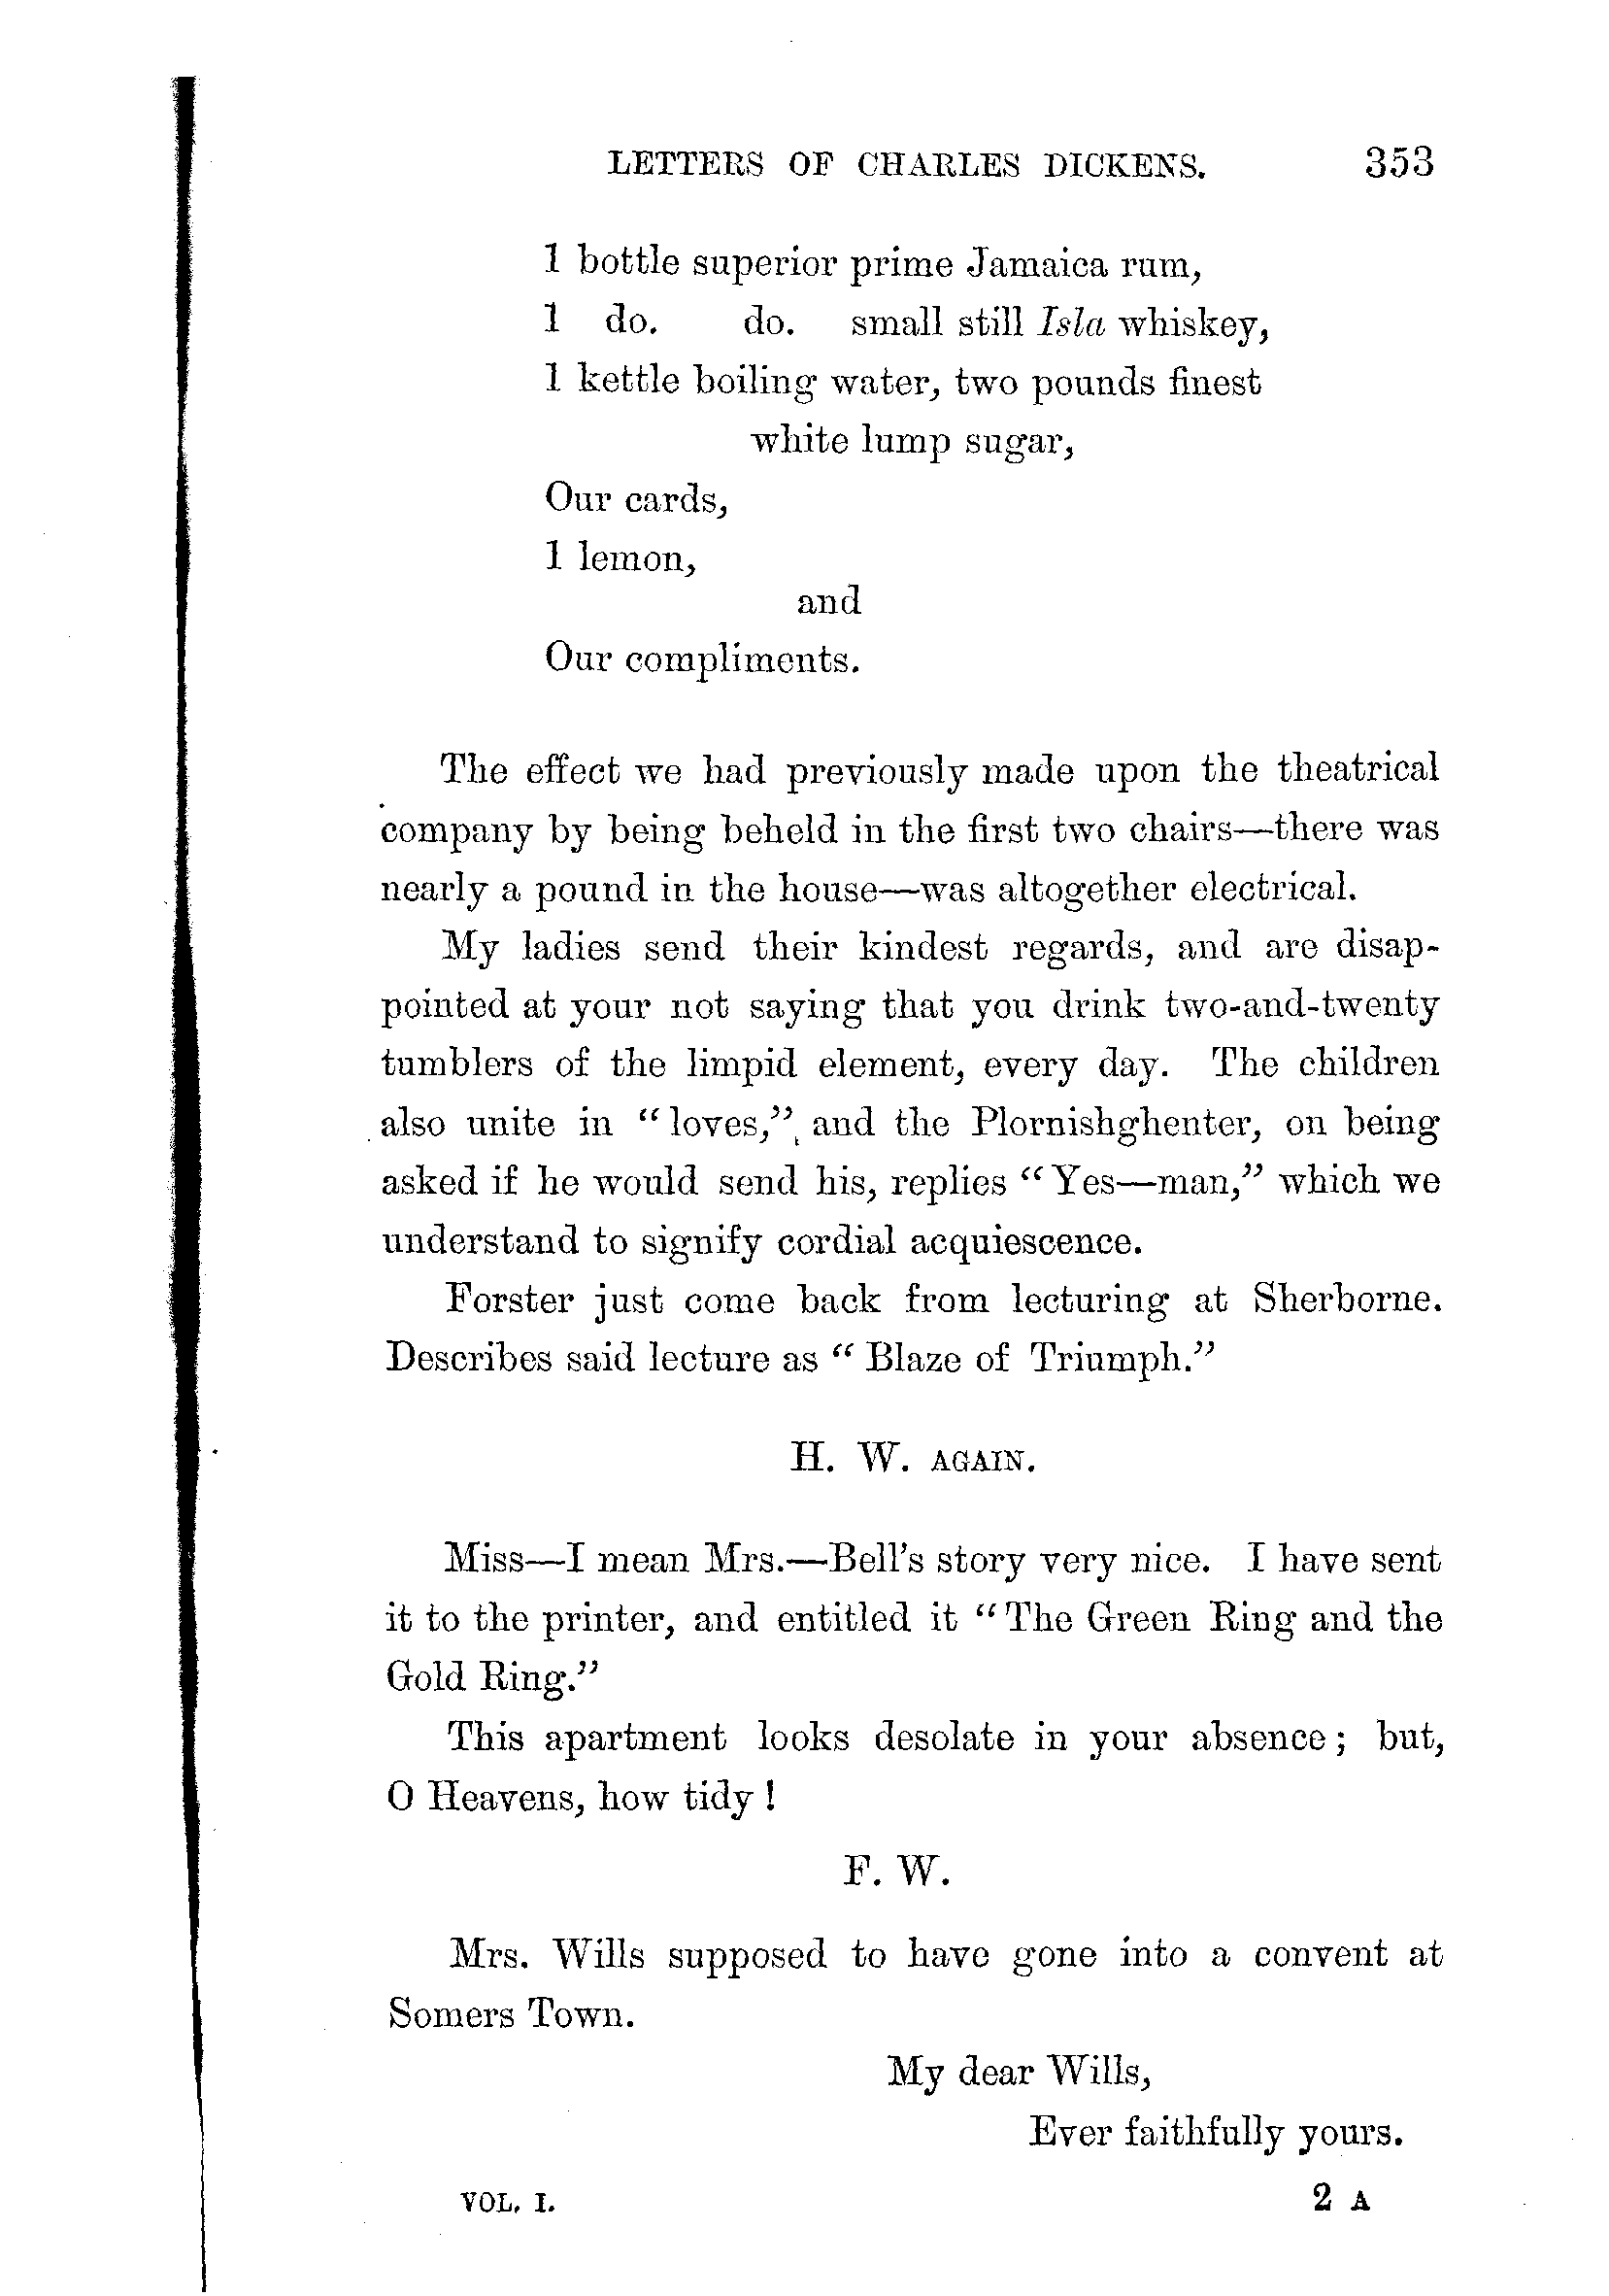 LETTERS OF CHARLES DICKENS. 353
1 bottle superior prime Jamaica rum,
1 do. do. small still Isla whiskey,
1 kettle boiling water, two pounds finest
white lump sugar,
Our cards,
1 lemon,
and
Our compliments.
The effect we had previously made upon the theatrical
company by being beheld in the first two chairs—there was
nearly a pound in the house—was altogether electrical.
My ladies send their kindest regards, and are disap-
pointed at your not saying that you drink two-and-twenty
tumblers of the limpid element, every day. The children
also unite in "loves," and the Plornishghenter, on being
asked if he would send his, replies "Yes—man," which we
understand to signify cordial acquiescence.
Forster just come back from lecturing at Sherborne.
Describes said lecture as "Blaze of Triumph."
H. W. AGAIN.
Miss—I mean Mrs.—Bell's story very nice. I have sent
it to the printer, and entitled it "The Green Ring and the
Gold Ring."
This apartment looks desolate in your absence; but,
O Heavens, how tidy!
F. W.
Mrs. Wills supposed to have gone into a convent at
Somers Town.
My dear Wills,
Ever faithfully yours.
VOL. I. 2 A